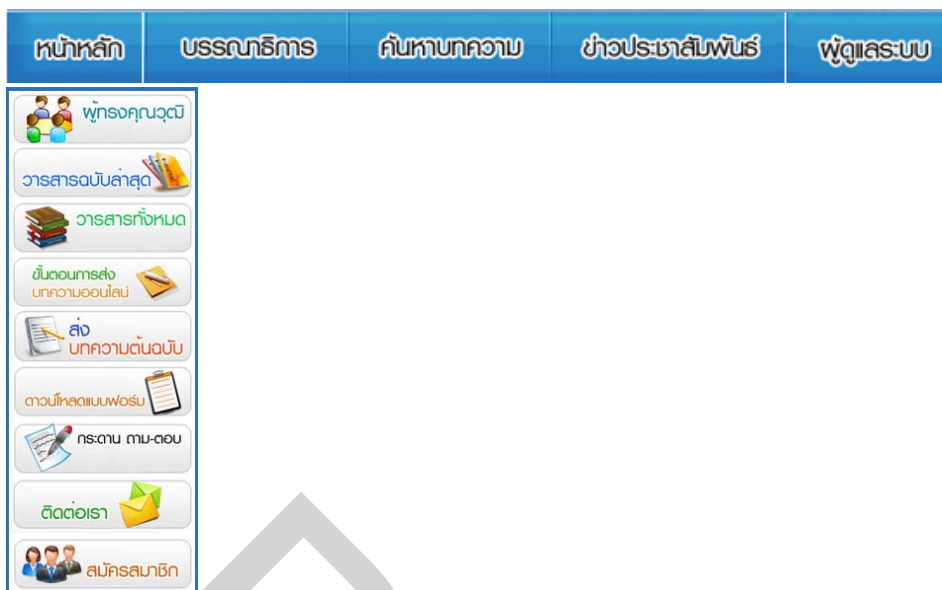 หน้าหลัก บรรณาธิการ ค้นหาบทความ ข่าวประชาสัมพันธ์ ผู้ดูแลระบบ
ผู้ทรงคุณวุฒิ
วารสารฉบับล่าสุด
วารสารทั้งหมด
ขั้นตอนการส่ง
บทความออนไลน์
ส่ง
บทความต้นฉบับ
ดาวน์โหลดแบบฟอร์ม
กระดาน ถาม-ตอบ
ติดต่อเรา
สมัครสมาชิก